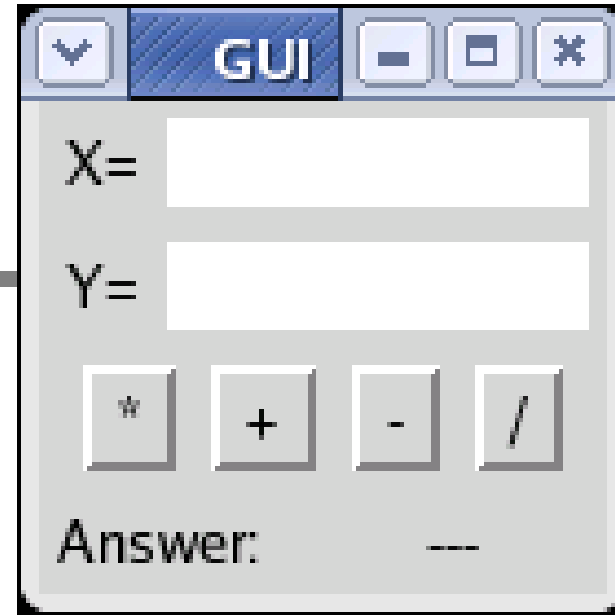 GUI
X=
Y=
* + - /
Answer: ---